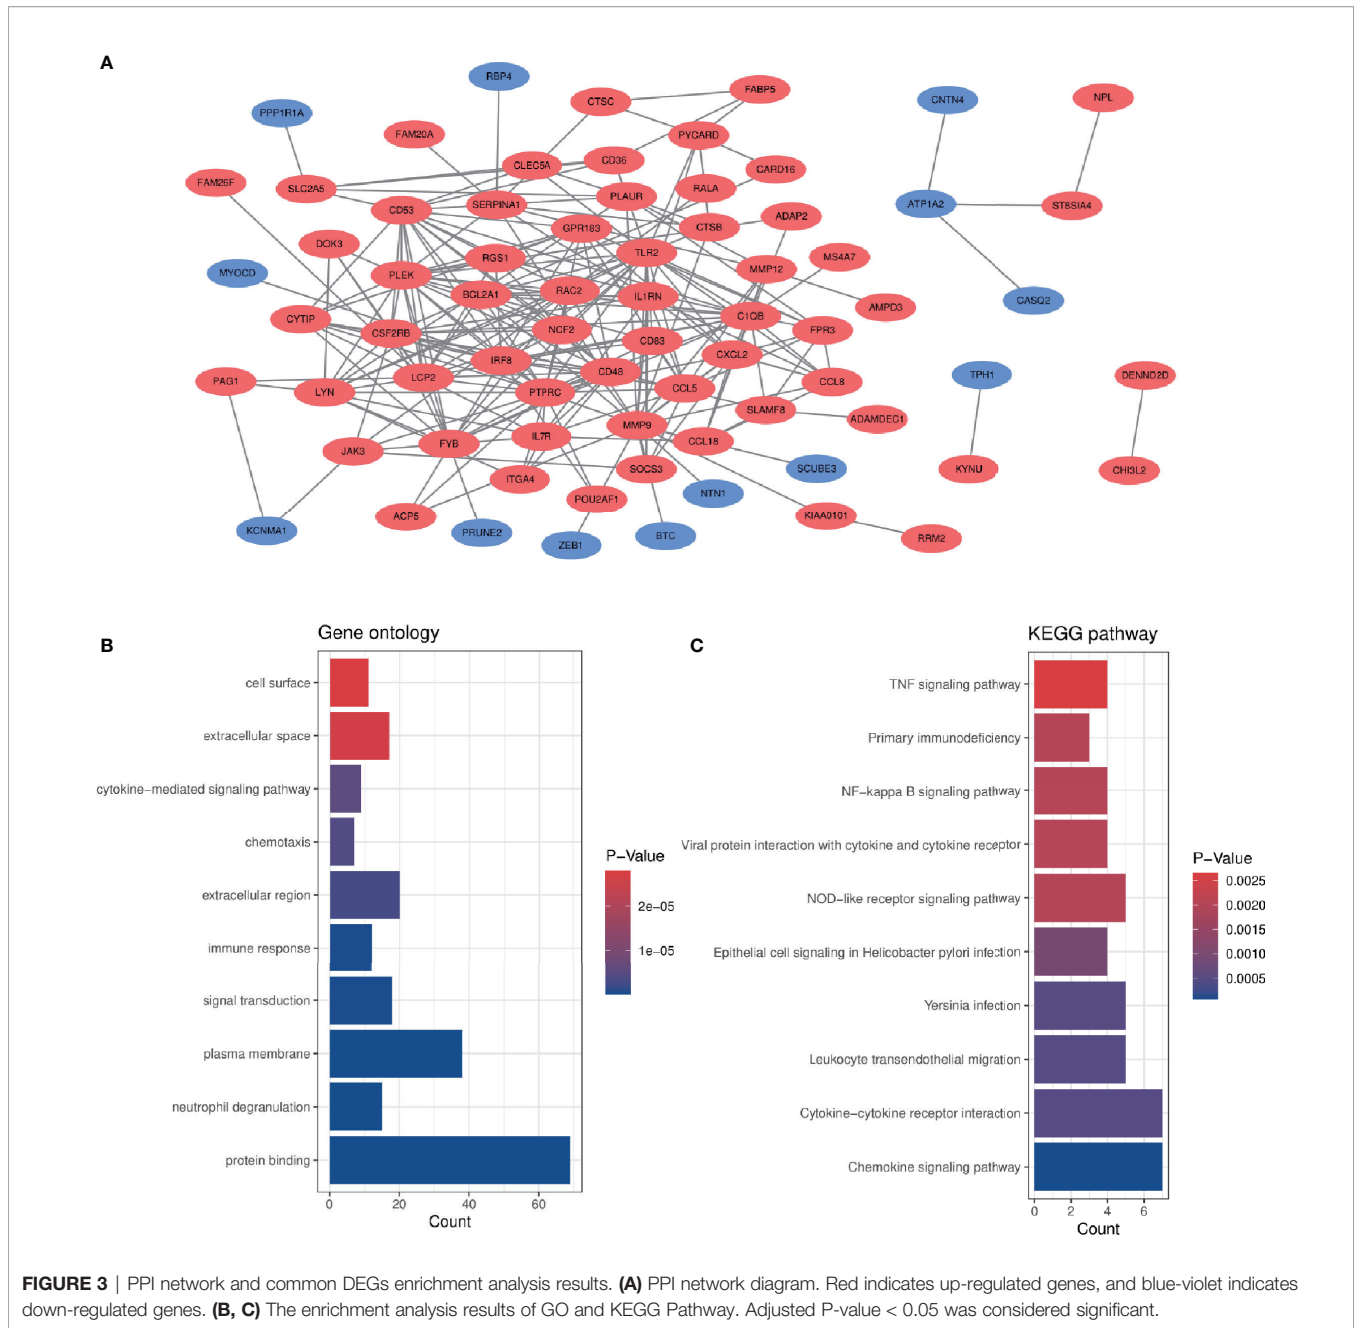 A
RBP4
FABP5
CTSC
CNTN4
NPL
PPP1R1A
FAM20A
PYCARD
CLEC5A
CD36
CARD16
FAM26F
SLC2A5
PLAUR
RALA
SERPINA1
ATP1A2
ST8SIA4
CD53
ADAP2
GPR183
CTSB
DOK3
TLR2
RGS1
MS4A7
MYOCD
PLEK
MMP12
BCL2A1
RAC2
IL1RN
CASQ2
AMPD3
C1QB
CYTIP
CSF2RB
NCF2
FPR3
CD83
CXCL2
IRF8
CD48
TPH1
DENND2D
PAG1
LCP2
CCL8
LYN
PTPRC
CCL5
SLAMF8
ADAMDEC1
MMP9
IL7R
CCL18
JAK3
FYB
SOCS3
SCUBE3
KYNU
CHI3L2
ITGA4
NTN1
POU2AF1
ACP5
KIAA0101
KCNMA1
PRUNE2
BTC
RRM2
ZEB1
B
Gene ontology
cell surface
extracellular space
cytokine−mediated signaling pathway
chemotaxis
extracellular region
immune response
signal transduction
plasma membrane
neutrophil degranulation
protein binding
0 20 40 60
Count
P−Value
2e−05
1e−05
C
KEGG pathway
TNF signaling pathway
Primary immunodeficiency
NF−kappa B signaling pathway
Viral protein interaction with cytokine and cytokine receptor
NOD−like receptor signaling pathway
Epithelial cell signaling in Helicobacter pylori infection
Yersinia infection
Leukocyte transendothelial migration
Cytokine−cytokine receptor interaction
Chemokine signaling pathway
0 2 4 6
Count
P−Value
0.0025
0.0020
0.0015
0.0010
0.0005
FIGURE 3 | PPI network and common DEGs enrichment analysis results. (A) PPI network diagram. Red indicates up-regulated genes, and blue-violet indicates
down-regulated genes. (B, C) The enrichment analysis results of GO and KEGG Pathway. Adjusted P-value < 0.05 was considered significant.